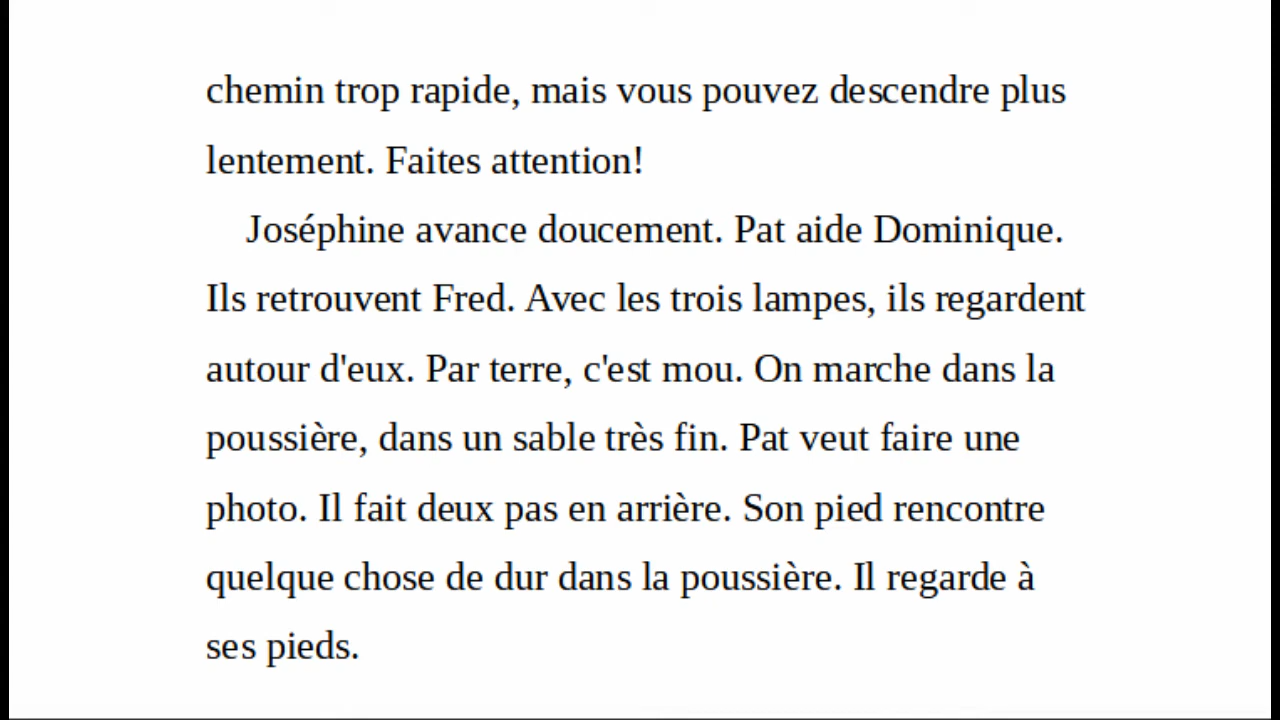 chemin trop rapide, mais vous pouvez descendre plus
lentement. Faites attention!
Joséphine avance doucement. Pat aide Dominique.
Ils retrouvent Fred. Avec les trois lampes, ils regardent
autour d'eux. Par terre, c'est mou. On marche dans la
poussière, dans un sable très fin. Pat veut faire une
photo. Il fait deux pas en arrière. Son pied rencontre
quelque chose de dur dans la poussière. Il regarde à
ses pieds.